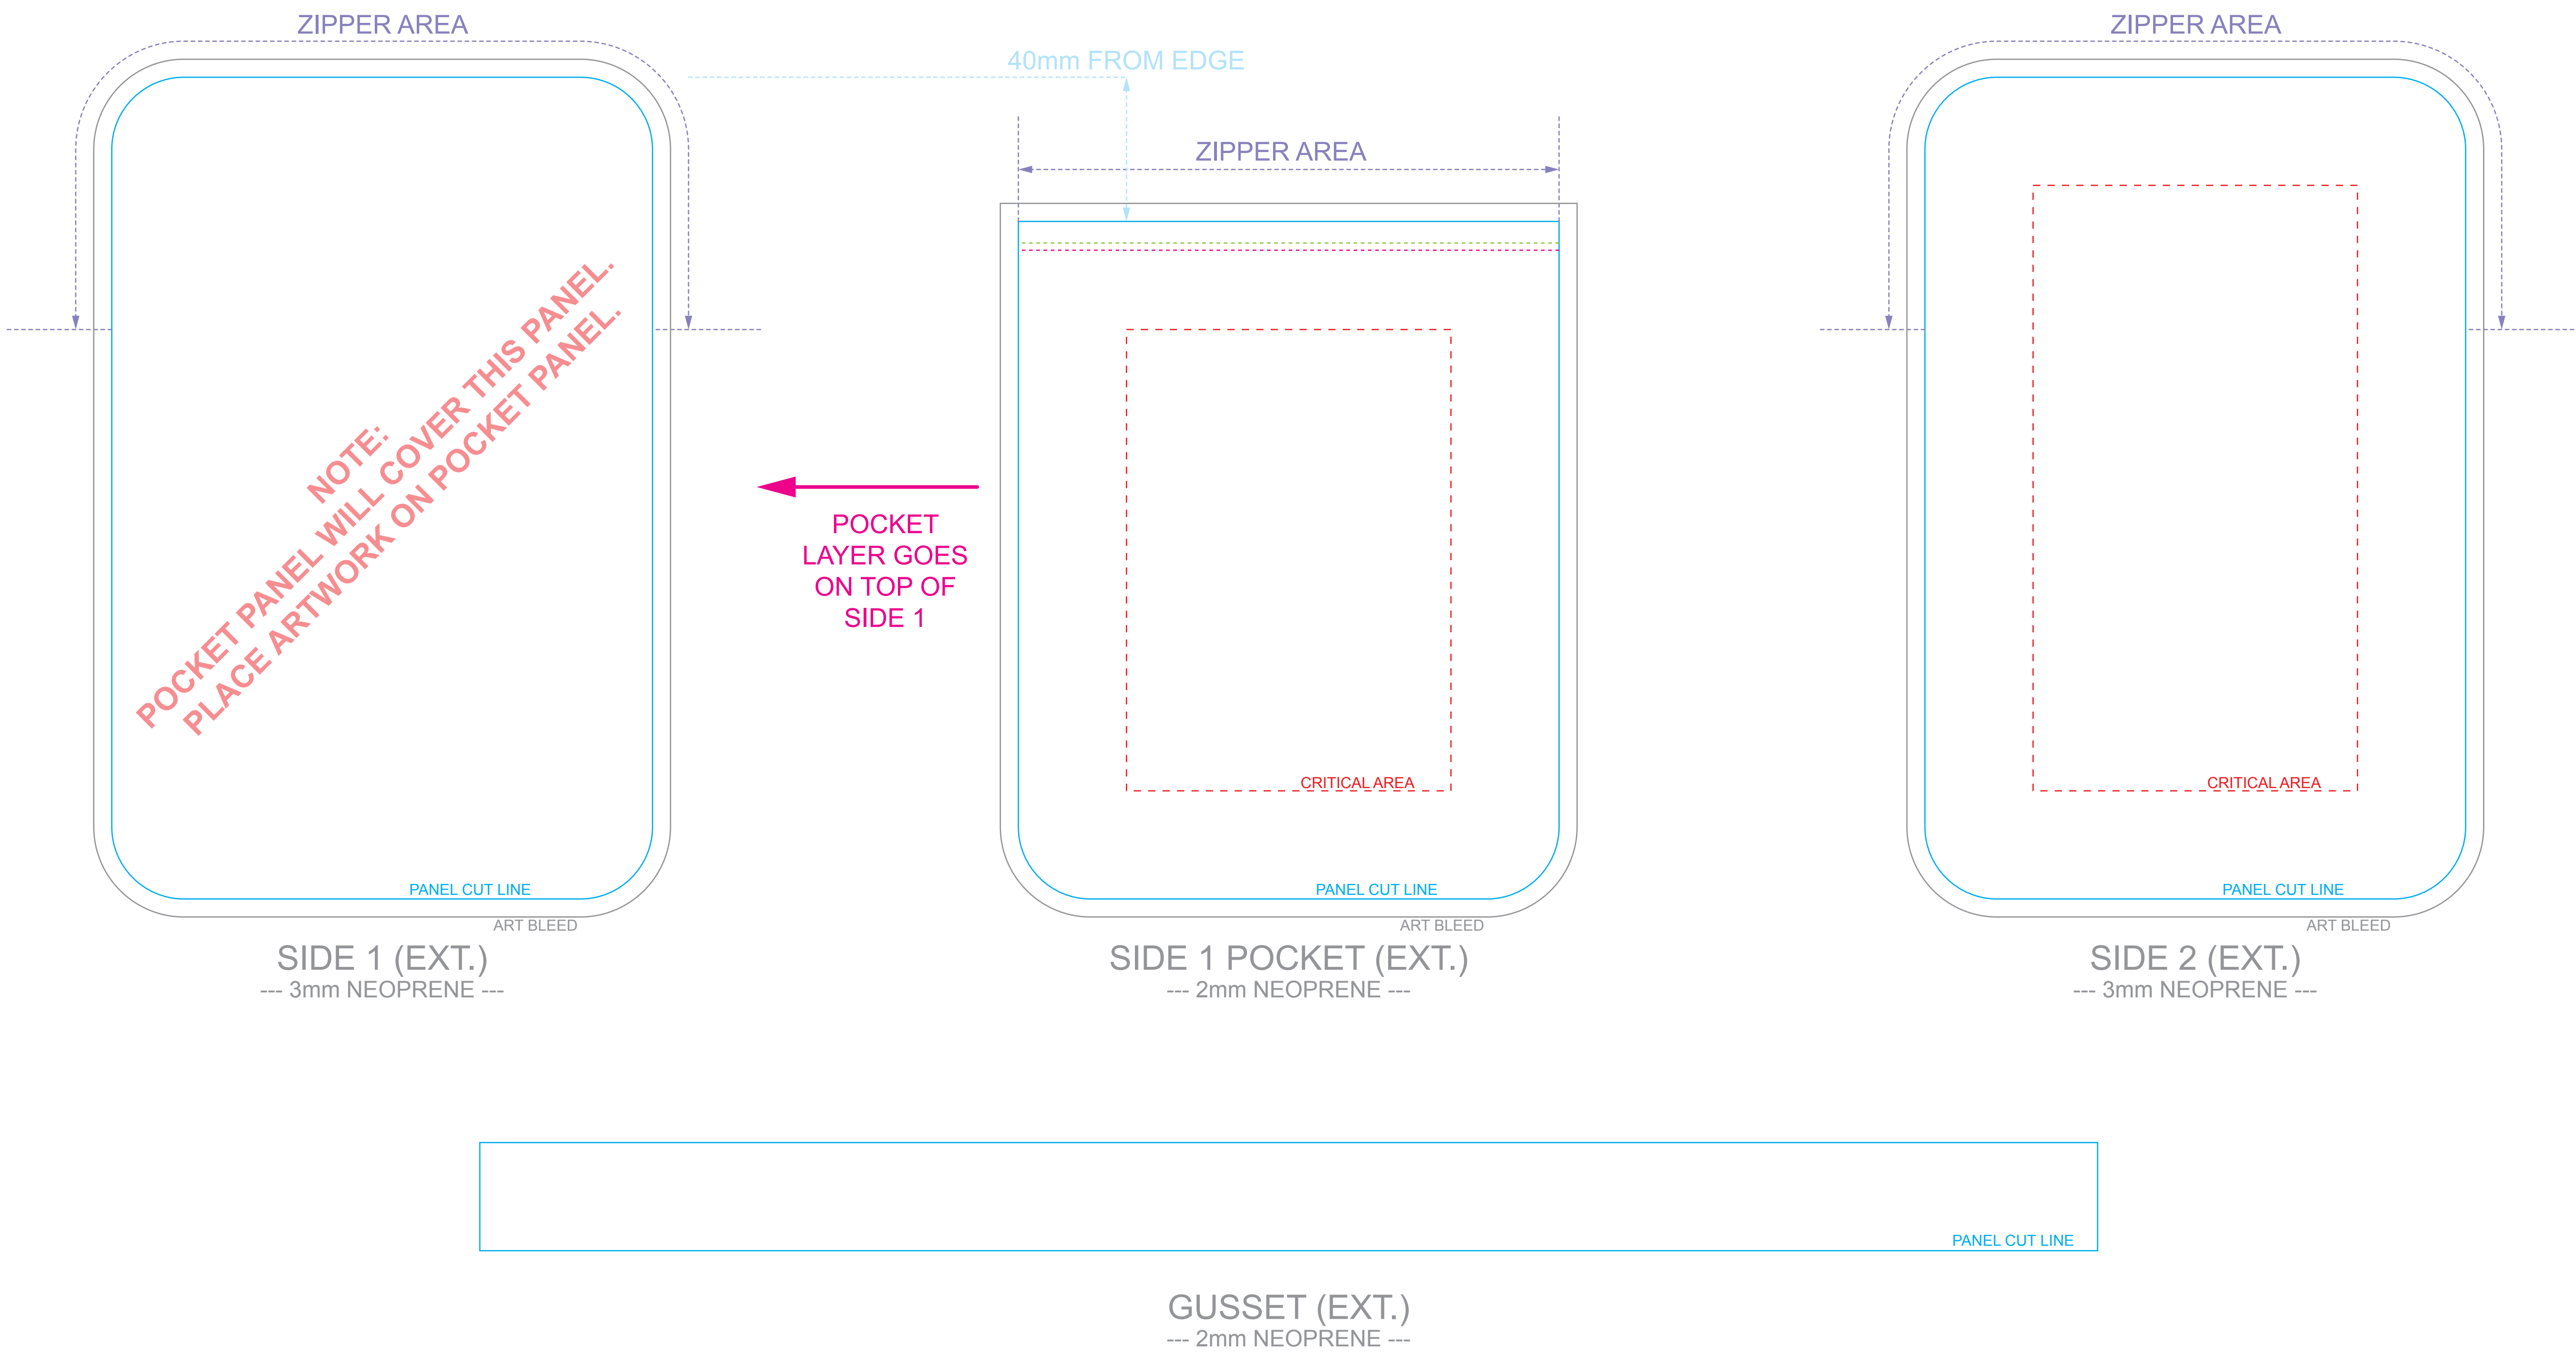 ZIPPER AREA
NOTE:
POCKET PANEL WILL COVER THIS PANEL.
PLACE ARTWORK ON POCKET PANEL.
PANEL CUT LINE
ART BLEED
SIDE 1 (EXT.)
--- 3mm NEOPRENE ---
40mm FROM EDGE
ZIPPER AREA
POCKET
LAYER GOES
ON TOP OF
SIDE 1
CRITICAL AREA
PANEL CUT LINE
ART BLEED
SIDE 1 POCKET (EXT.)
--- 2mm NEOPRENE ---
ZIPPER AREA
CRITICAL AREA
PANEL CUT LINE
ART BLEED
SIDE 2 (EXT.)
--- 3mm NEOPRENE ---
PANEL CUT LINE
GUSSET (EXT.)
--- 2mm NEOPRENE ---